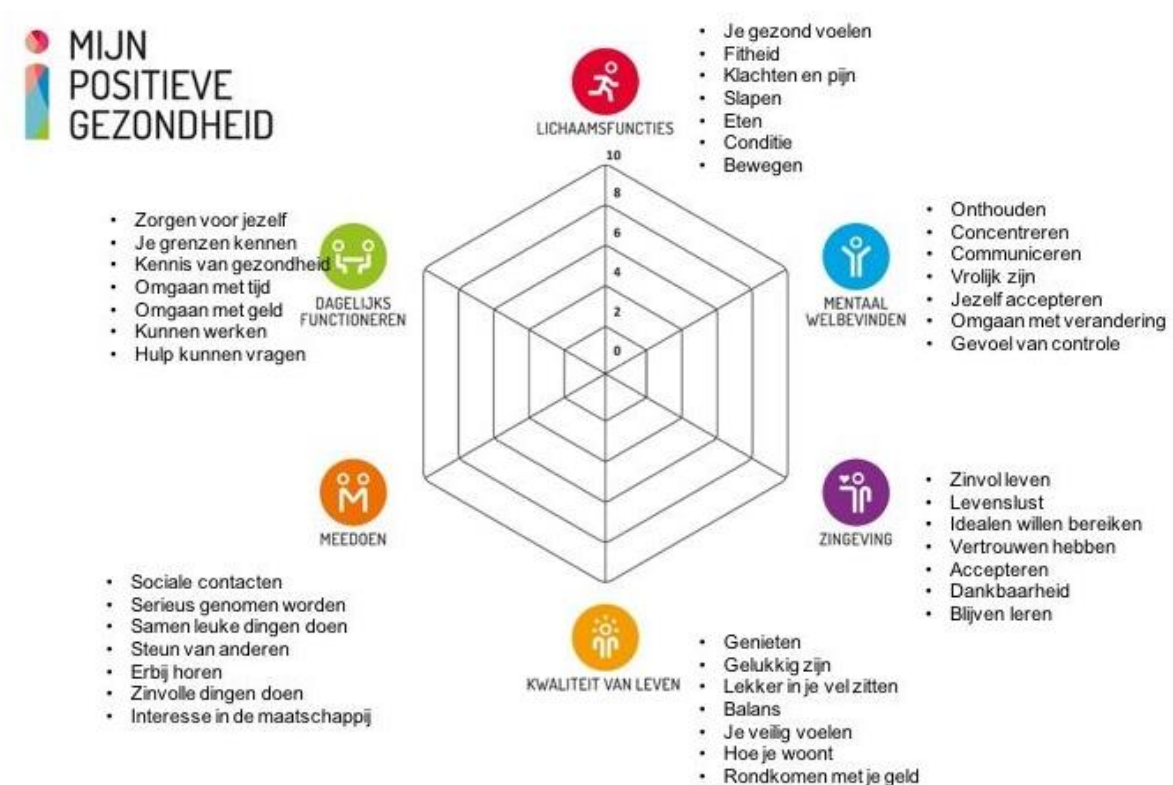 MIJN
POSITIEVE
GEZONDHEID
LICHAAMSFUNCTIES
• Je gezond voelen
• Fitheid
• Klachten en pijn
• Slapen
• Eten
• Conditie
• Bewegen
10
8
6
4
2
0
MENTAAL
WELBEVINDEN
• Onthouden
• Concentreren
• Communiceren
• Vrolijk zijn
• Jezelf accepteren
• Omgaan met verandering
• Gevoel van controle
ZINGEVING
• Zinvol leven
• Levenslust
• Idealen willen bereiken
• Vertrouwen hebben
• Accepteren
• Dankbaarheid
• Blijven leren
KWALITEIT VAN LEVEN
• Genieten
• Gelukkig zijn
• Lekker in je vel zitten
• Balans
• Je veilig voelen
• Hoe je woont
• Rondkomen met je geld
MEEDOEN
• Sociale contacten
• Serieus genomen worden
• Samen leuke dingen doen
• Steun van anderen
• Erbij horen
• Zinvolle dingen doen
• Interesse in de maatschappij
DAGELIJKS
FUNCTIONEREN
• Zorgen voor jezelf
• Je grenzen kennen
• Kennis van gezondheid
• Omgaan met tijd
• Omgaan met geld
• Kunnen werken
• Hulp kunnen vragen